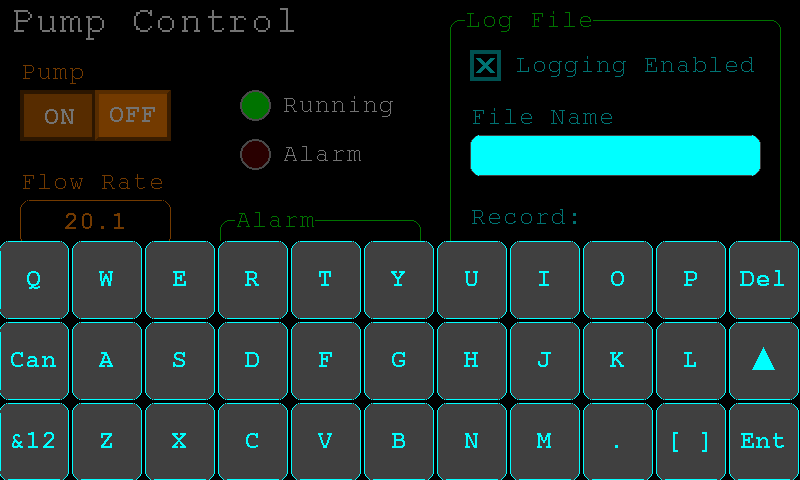 Pump Control
Log File
Pump
Logging Enabled
ON OFF
Running
File Name
Alarm
Flow Rate
20.1
Alarm
Record:
Q W E R T Y U I O P Del
Can A S D F G H J K L ▲
&12 Z X C V B N M . [ ] Ent